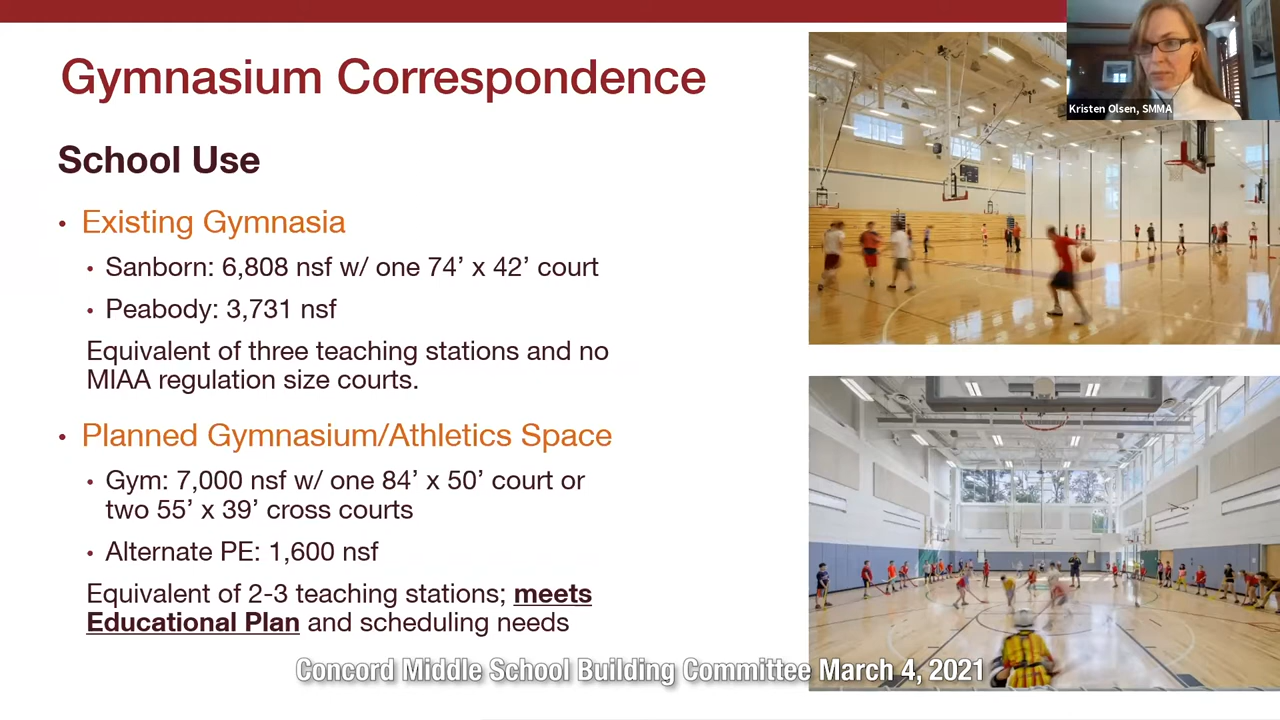 Gymnasium Correspondence
School Use
• Existing Gymnasia
• Sanborn: 6,808 nsf w/ one 74’ x 42’ court
• Peabody: 3,731 nsf
Equivalent of three teaching stations and no
MIAA regulation size courts.
• Planned Gymnasium/Athletics Space
• Gym: 7,000 nsf w/ one 84’ x 50’ court or
two 55’ x 39’ cross courts
• Alternate PE: 1,600 nsf
Equivalent of 2-3 teaching stations; meets
Educational Plan and scheduling needs
Kristen Olsen, SMMA
Concord Middle School Building Committee March 4, 2021